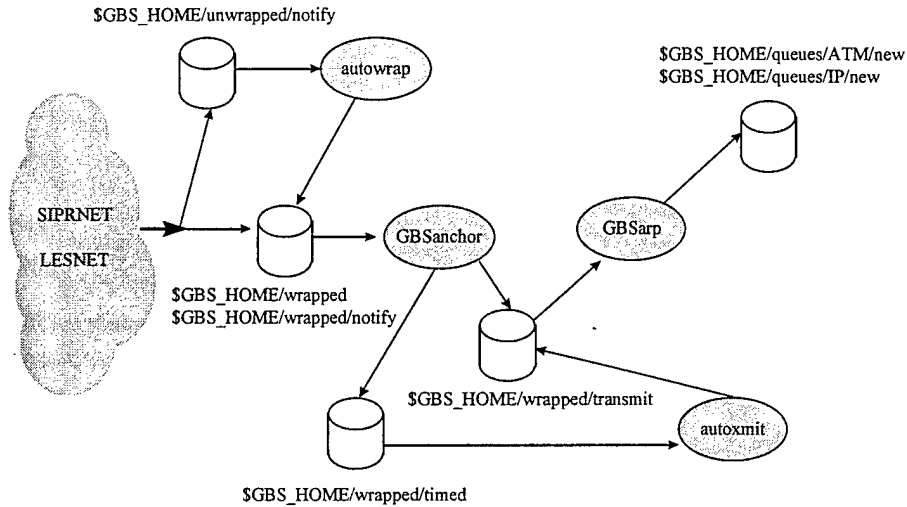 $GBS_HOME/unwrapped/notify
autowrap
$GBS_HOME/queues/ATM/new
$GBS_HOME/queues/IP/new
SIPRNET
LESNET
GBSanchor
GBSarp
$GBS_HOME/wrapped
$GBS_HOME/wrapped/notify
$GBS_HOME/wrapped/transmit
autoxmit
$GBS_HOME/wrapped/timed